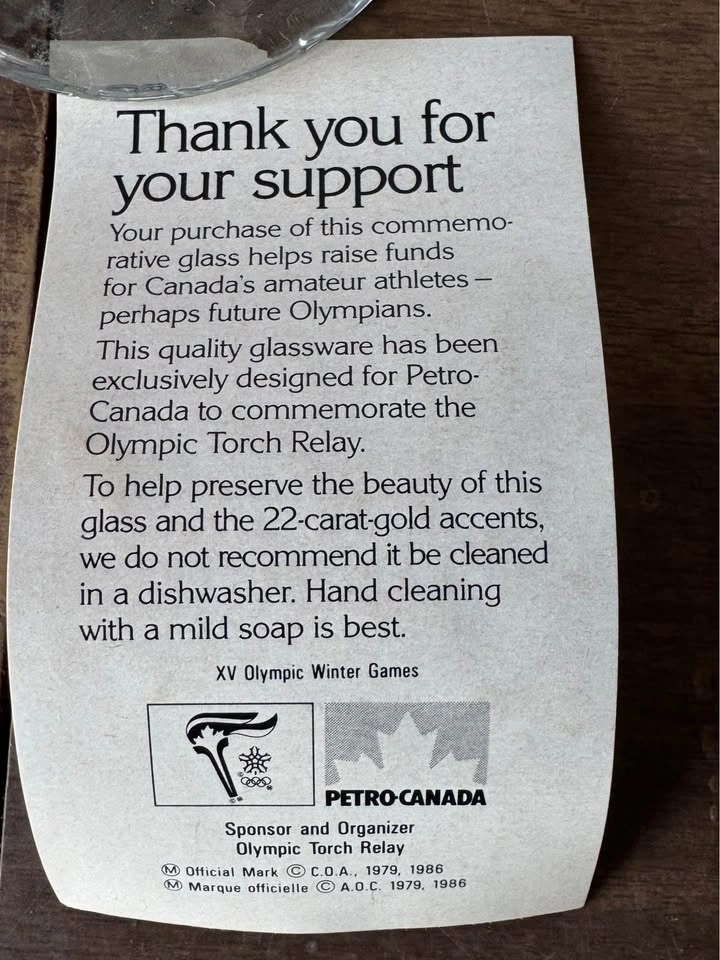 Thank you for
your support
Your purchase of this commemo-
rative glass helps raise funds
for Canada's amateur athletes —
perhaps future Olympians.
This quality glassware has been
exclusively designed for Petro-
Canada to commemorate the
Olympic Torch Relay.
To help preserve the beauty of this
glass and the 22-carat-gold accents,
we do not recommend it be cleaned
in a dishwasher. Hand cleaning
with a mild soap is best.
XV Olympic Winter Games
PETRO-CANADA
Sponsor and Organizer
Olympic Torch Relay
Ⓜ Official Mark © C.O.A., 1979, 1986
Ⓜ Marque officielle © A.O.C. 1979, 1986